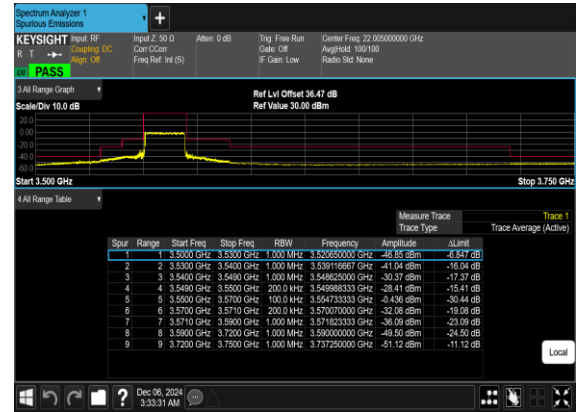 Spectrum Analyzer 1
Spurious Emissions
KEYSIGHT Input: RF Input Z: 50 Ω Atten: 0 dB Trig: Free Run Center Freq: 22.005000000 GHz
R T Coupling: DC Corr CCorr Gate: Off Avg|Hold: 100/100
Align: Off Freq Ref: Int (S) IF Gain: Low Radio Std: None
PASS
3 All Range Graph
Ref Lvl Offset 36.47 dB
Scale/Div 10.0 dB Ref Value 30.00 dBm
20.0
0.00
-20.0
-40.0
-60.0
Start 3.500 GHz Stop 3.750 GHz
4 All Range Table
Measure Trace Trace 1
Trace Type Trace Average (Active)
Spur Range Start Freq Stop Freq RBW Frequency Amplitude ΔLimit
1 1 3.5000 GHz 3.5300 GHz 1.000 MHz 3.520650000 GHz -46.85 dBm -6.847 dB
2 2 3.5300 GHz 3.5400 GHz 1.000 MHz 3.539116667 GHz -41.04 dBm -16.04 dB
3 3 3.5400 GHz 3.5490 GHz 1.000 MHz 3.548625000 GHz -30.37 dBm -17.37 dB
4 4 3.5490 GHz 3.5500 GHz 200.0 kHz 3.549988333 GHz -28.41 dBm -15.41 dB
5 5 3.5500 GHz 3.5700 GHz 100.0 kHz 3.554733333 GHz -0.436 dBm -30.44 dB
6 6 3.5700 GHz 3.5710 GHz 200.0 kHz 3.570070000 GHz -32.08 dBm -19.08 dB
7 7 3.5710 GHz 3.5900 GHz 1.000 MHz 3.571823333 GHz -36.09 dBm -23.09 dB
8 8 3.5900 GHz 3.7200 GHz 1.000 MHz 3.590000000 GHz -49.50 dBm -24.50 dB
9 9 3.7200 GHz 3.7500 GHz 1.000 MHz 3.737250000 GHz -51.12 dBm -11.12 dB
Local
? Dec 06, 2024
3:33:31 AM